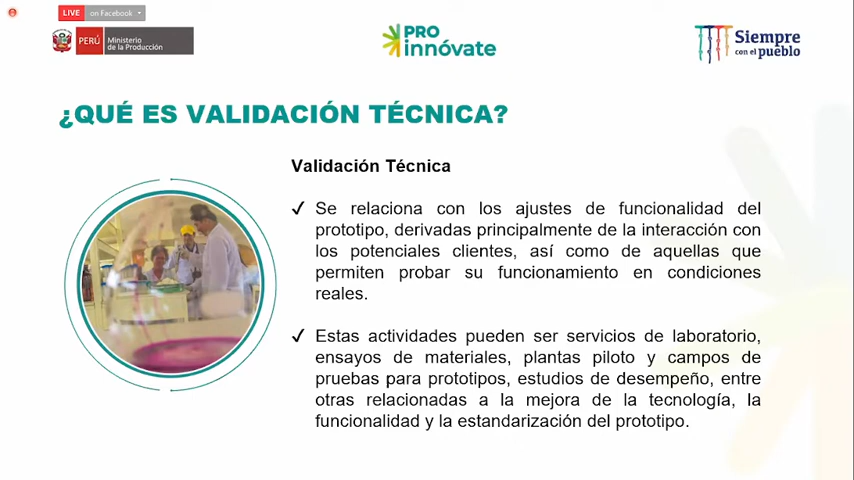 LIVE on Facebook
PERÚ
Ministerio
de la Producción
PRO
innóvate
Siempre
con el pueblo
¿QUÉ ES VALIDACIÓN TÉCNICA?
Validación Técnica
✓ Se relaciona con los ajustes de funcionalidad del
prototipo, derivadas principalmente de la interacción con
los potenciales clientes, así como de aquellas que
permiten probar su funcionamiento en condiciones
reales.
✓ Estas actividades pueden ser servicios de laboratorio,
ensayos de materiales, plantas piloto y campos de
pruebas para prototipos, estudios de desempeño, entre
otras relacionadas a la mejora de la tecnología, la
funcionalidad y la estandarización del prototipo.